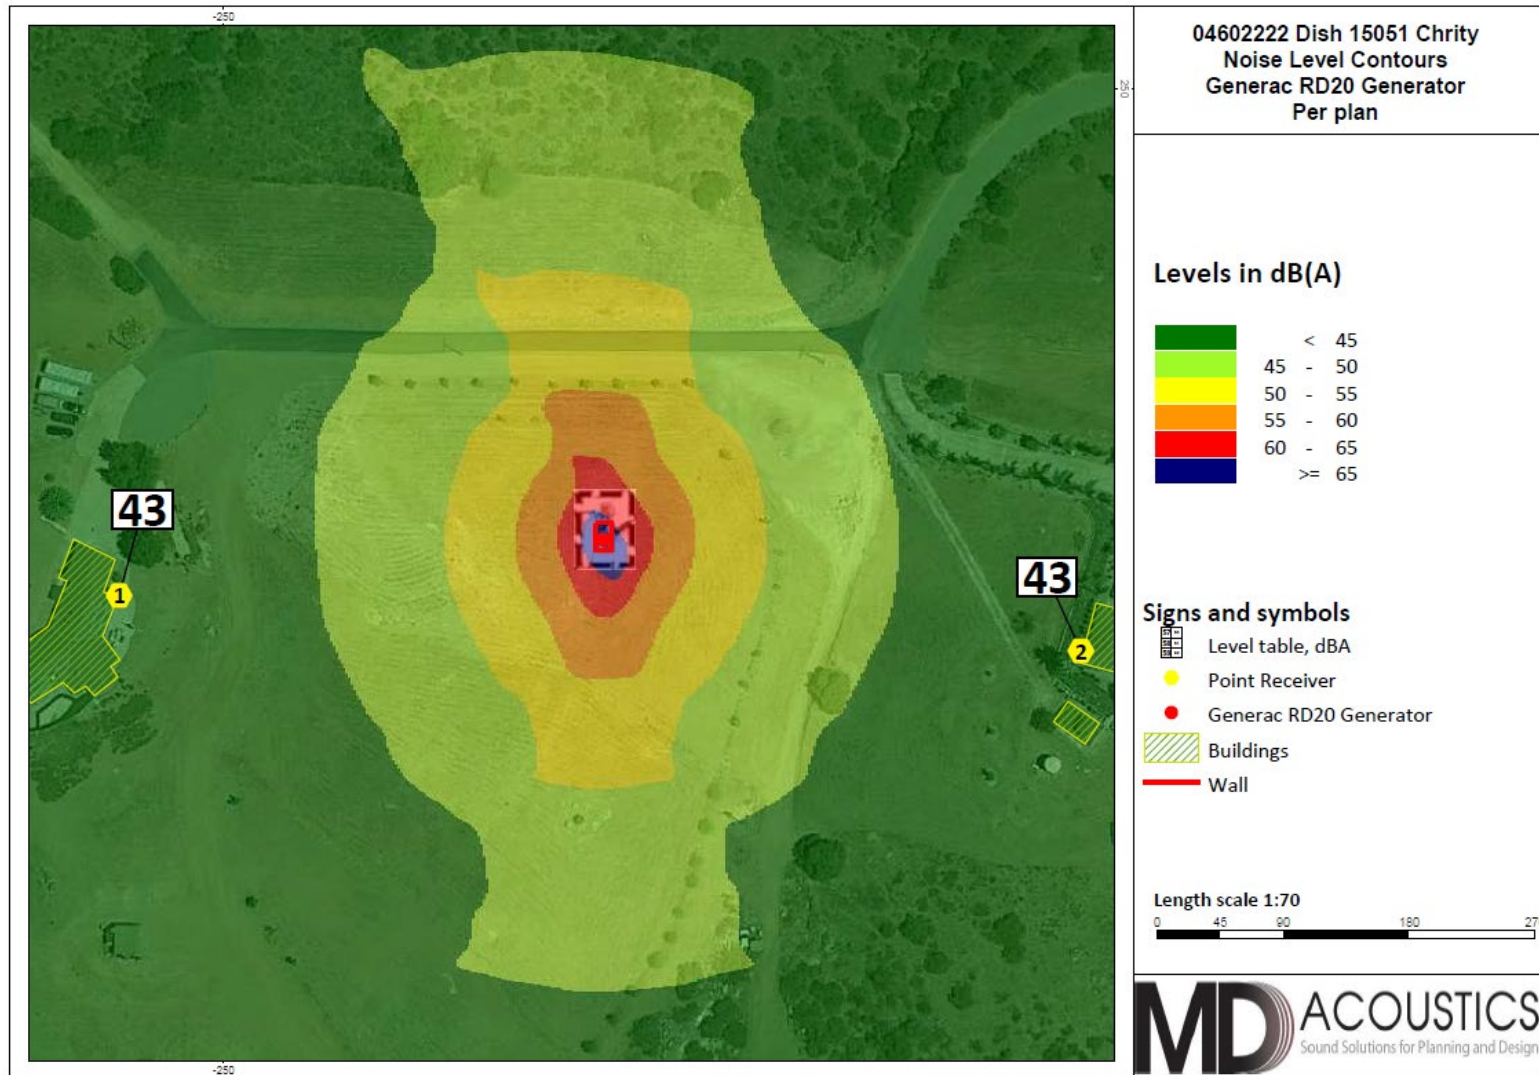 -250
250
04602222 Dish 15051 Chrity
Noise Level Contours
Generac RD20 Generator
Per plan
Levels in dB(A)
< 45
45 - 50
50 - 55
55 - 60
60 - 65
>= 65
43
1
43
2
Signs and symbols
Level table, dBA
Point Receiver
Generac RD20 Generator
Buildings
Wall
Length scale 1:70
0 45 90 180 27
-250
MD ACOUSTICS
Sound Solutions for Planning and Design